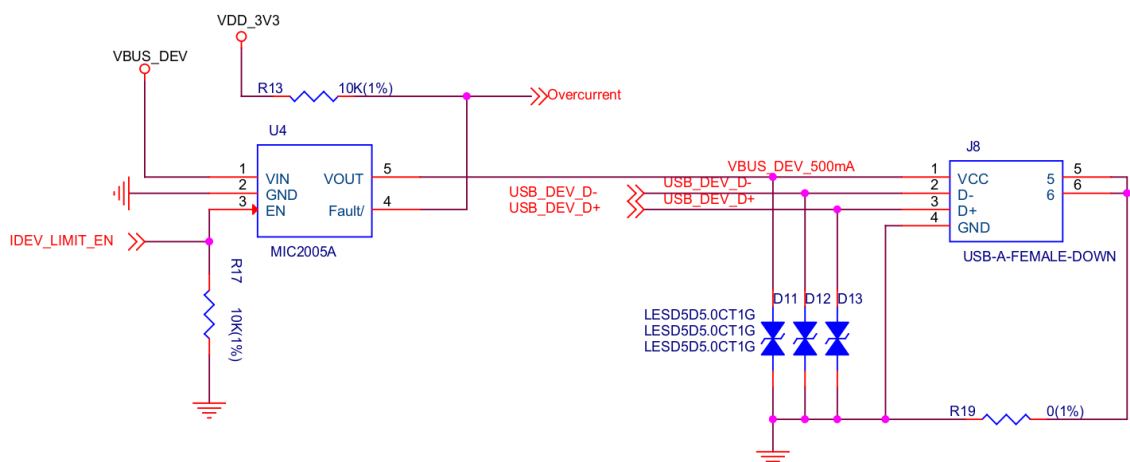 VDD_3V3
VBUS_DEV
R13 10K(1%)
Overcurrent
U4
1 VIN VOUT 5
2 GND
3 EN Fault/ 4
MIC2005A
IDEV_LIMIT_EN
R17
10K(1%)
VBUS_DEV_500mA
USB_DEV_D- USB_DEV_D-
USB_DEV_D+ USB_DEV_D+
J8
1 VCC 5 5
2 D- 6 6
3 D+
4 GND
USB-A-FEMALE-DOWN
D11 D12 D13
LESD5D5.0CT1G
LESD5D5.0CT1G
LESD5D5.0CT1G
R19 0(1%)